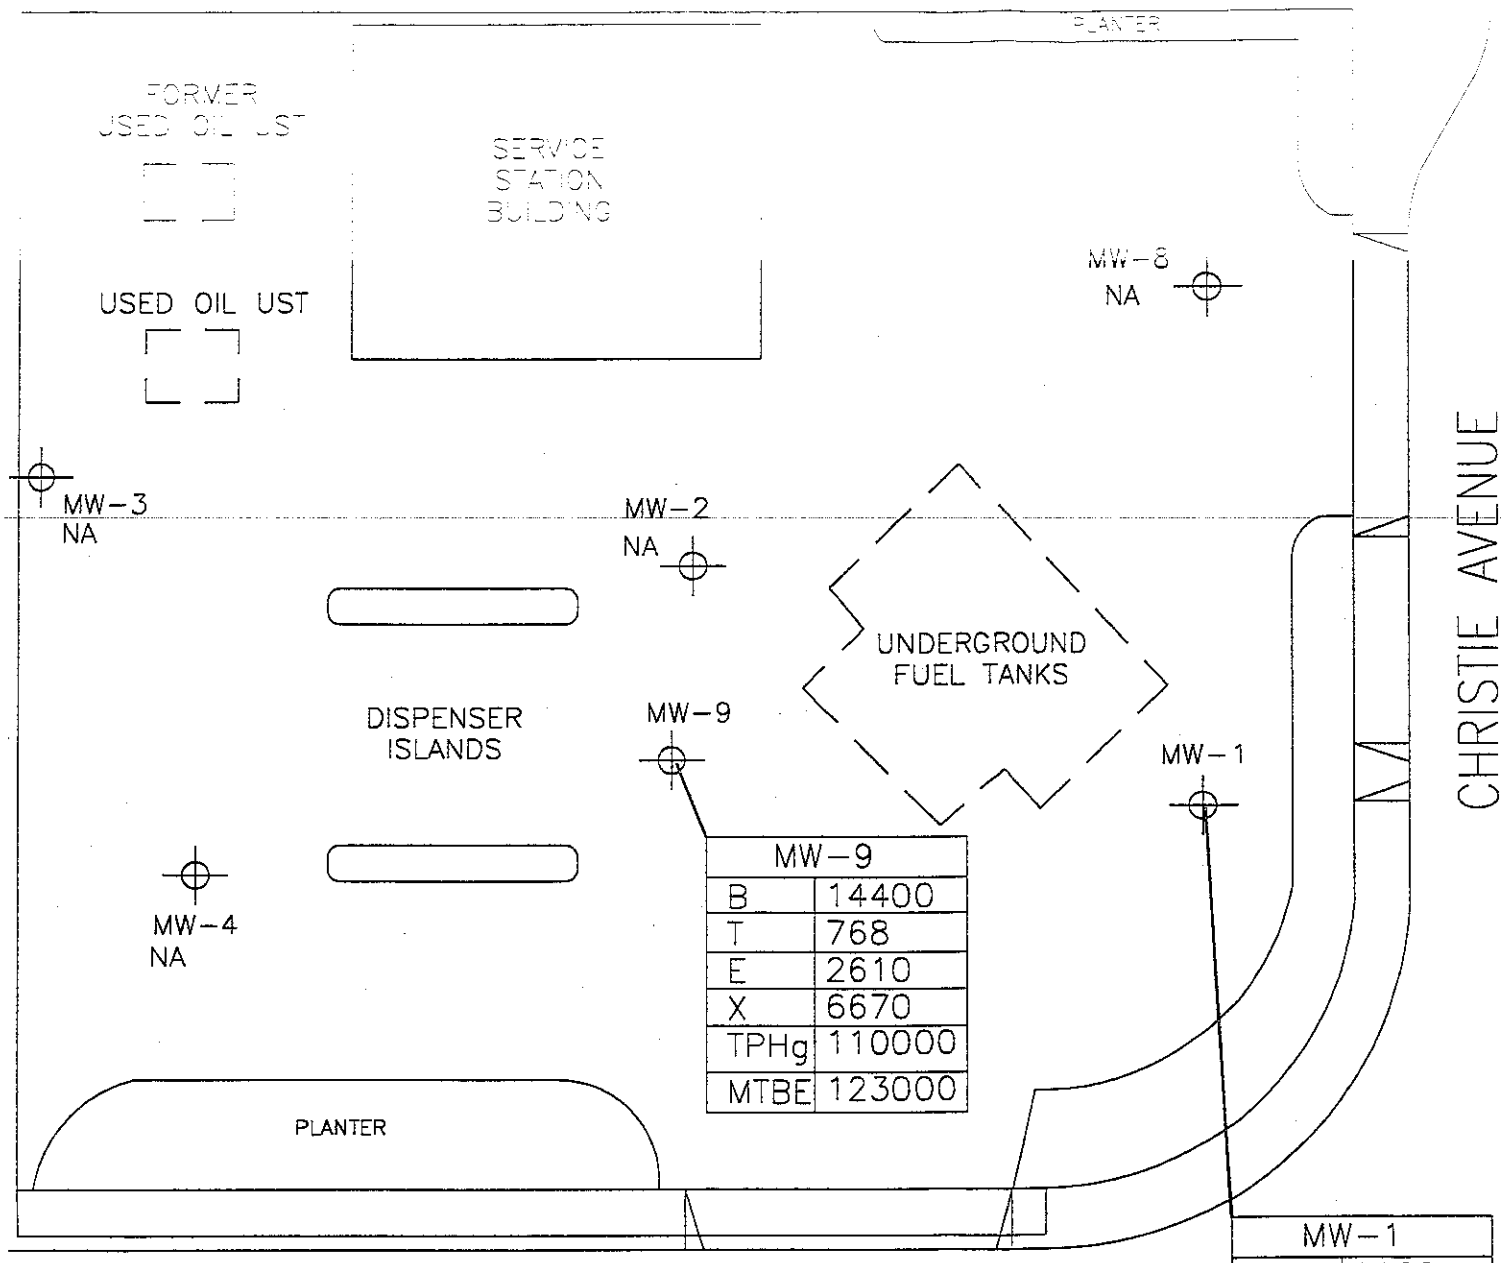 PLANTER
FORMER
USED OIL UST
SERVICE
STATION
BUILDING
MW-8
NA
USED OIL UST
CHRISTIE AVENUE
MW-3
NA
MW-2
NA
UNDERGROUND
FUEL TANKS
DISPENSER
ISLANDS
MW-9
MW-1
MW-9
B 14400
T 768
E 2610
X 6670
TPHg 110000
MTBE 123000
MW-4
NA
PLANTER
MW-1